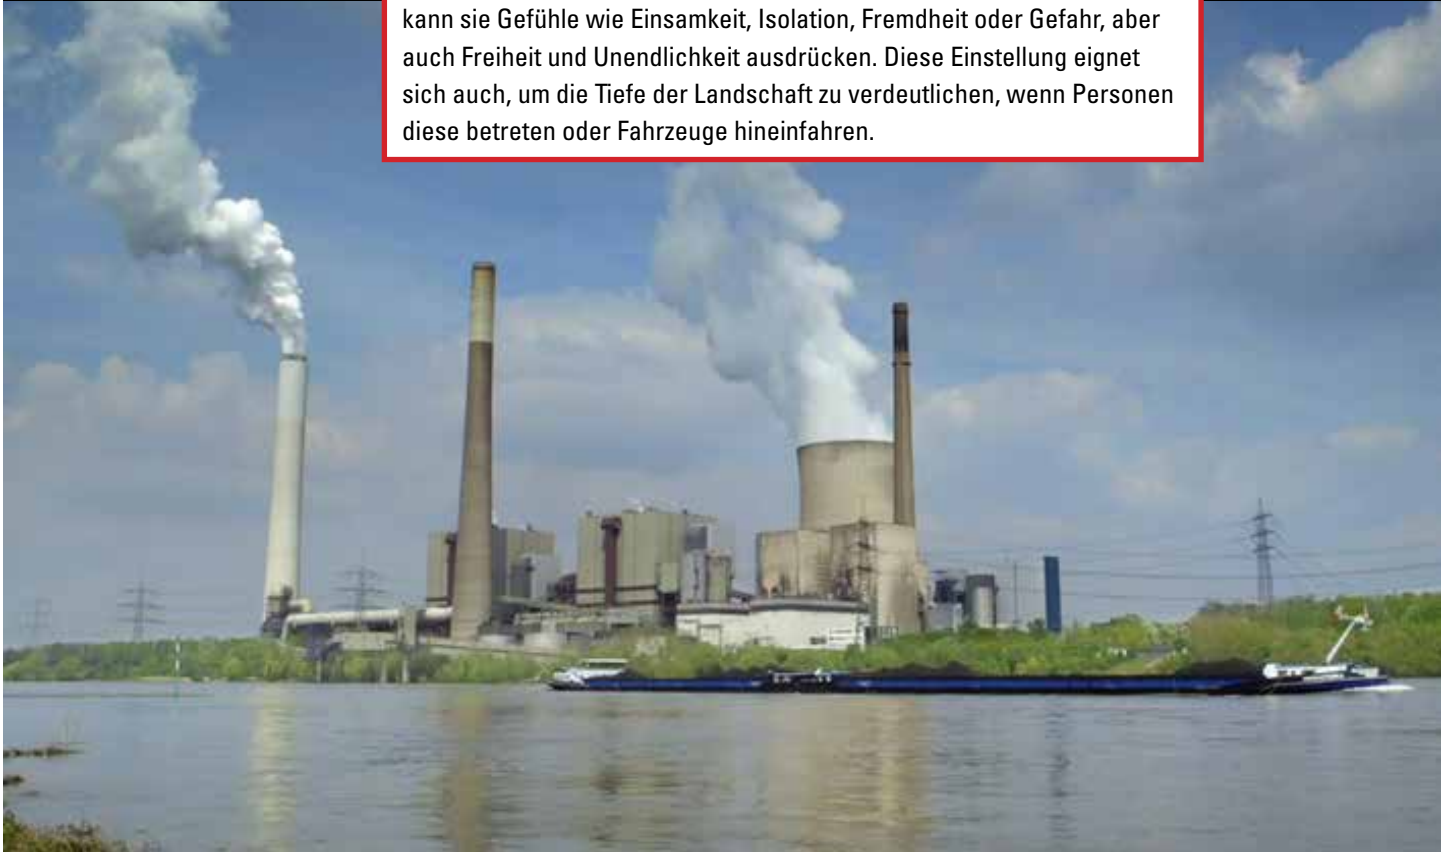 kann sie Gefühle wie Einsamkeit, Isolation, Fremdheit oder Gefahr, aber
auch Freiheit und Unendlichkeit ausdrücken. Diese Einstellung eignet
sich auch, um die Tiefe der Landschaft zu verdeutlichen, wenn Personen
diese betreten oder Fahrzeuge hineinfahren.